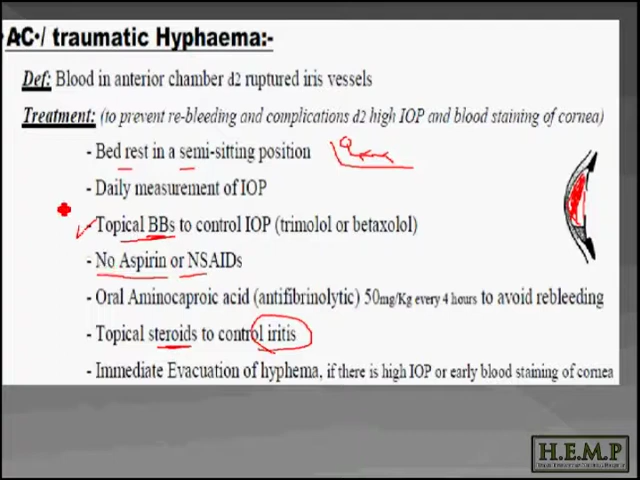 AC·/ traumatic Hyphaema:-
Def: Blood in anterior chamber d2 ruptured iris vessels
Treatment: (to prevent re-bleeding and complications d2 high IOP and blood staining of cornea)
- Bed rest in a semi-sitting position
- Daily measurement of IOP
- Topical BBs to control IOP (trimolol or betaxolol)
- No Aspirin or NSAIDs
- Oral Aminocaproic acid (antifibrinolytic) 50mg/Kg every 4 hours to avoid rebleeding
- Topical steroids to control iritis
- Immediate Evacuation of hyphema, if there is high IOP or early blood staining of cornea
H.E.M.P